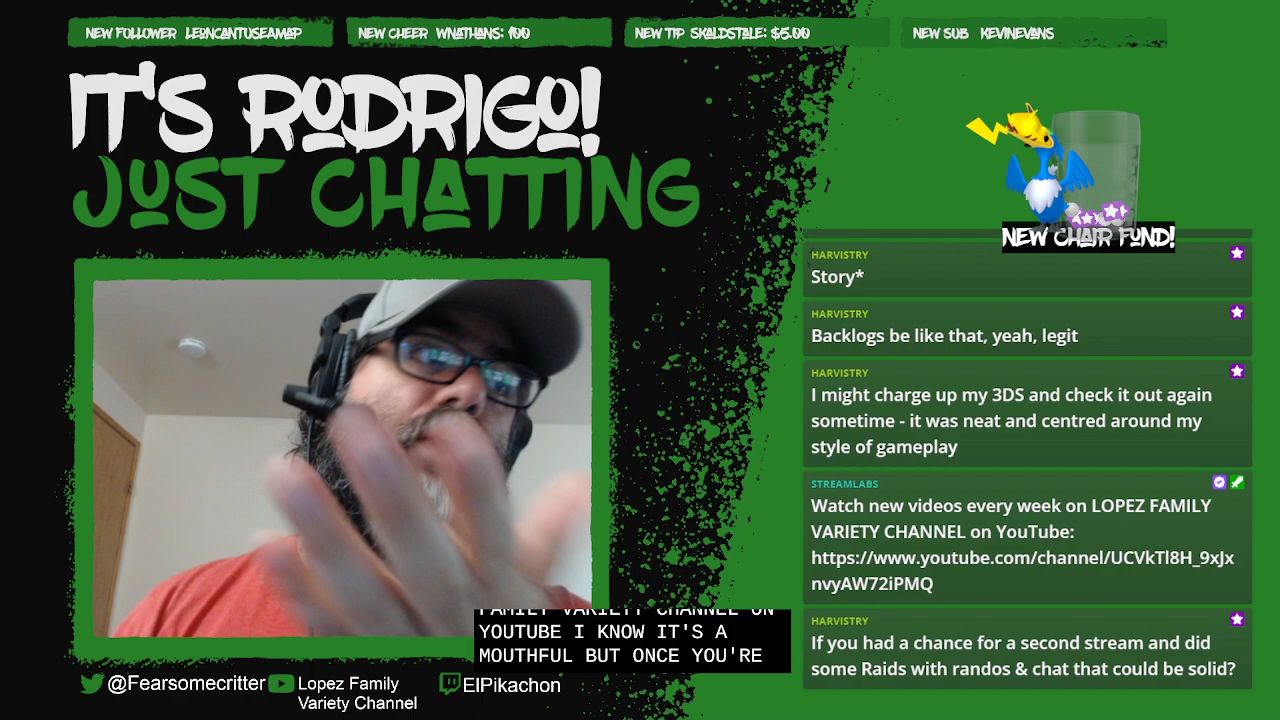 NEW FOLLOWER LEONCANTUSEAMAP
NEW CHEER WNATHANS: 100
NEW TIP SKALDSTALE: $5.00
NEW SUB KEVINEVANS
IT'S RODRIGO!
JUST CHATTING
NEW CHAIR FUND!
HARVISTRY
Story*
HARVISTRY
Backlogs be like that, yeah, legit
HARVISTRY
I might charge up my 3DS and check it out again
sometime - it was neat and centred around my
style of gameplay
STREAMLABS
Watch new videos every week on LOPEZ FAMILY
VARIETY CHANNEL on YouTube:
https://www.youtube.com/channel/UCVkTl8H_9xJx
nvyAW72iPMQ
HARVISTRY
If you had a chance for a second stream and did
some Raids with randos & chat that could be solid?
FAMILY VARIETY CHANNEL ON
YOUTUBE I KNOW IT'S A
MOUTHFUL BUT ONCE YOU'RE
@Fearsomecritter
Lopez Family
Variety Channel
ElPikachon